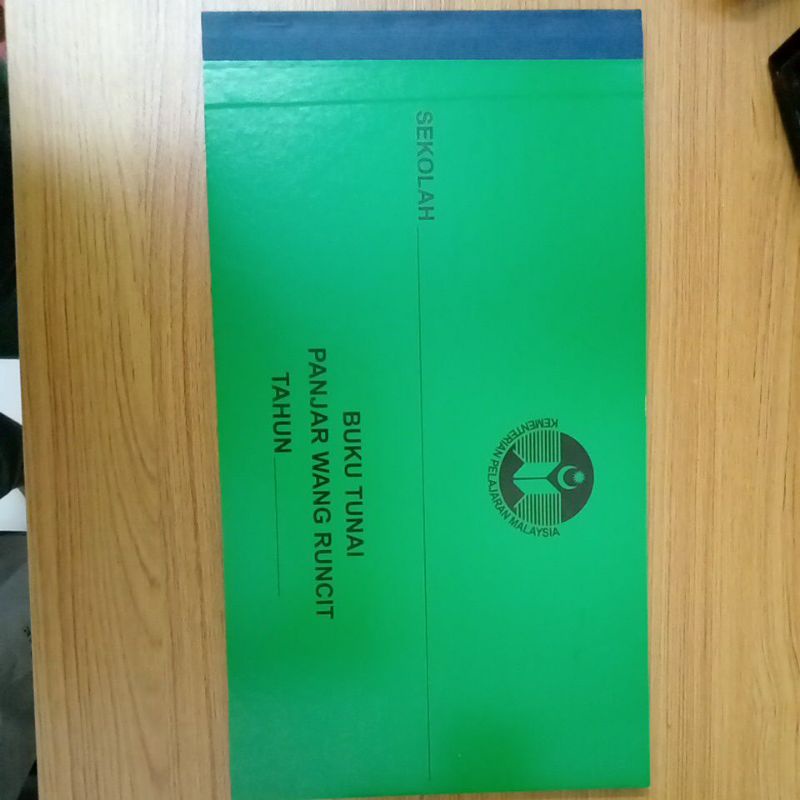 KEMENTERIAN PELAJARAN MALAYSIA
SEKOLAH
BUKU TUNAI
PANJAR WANG RUNCIT
TAHUN